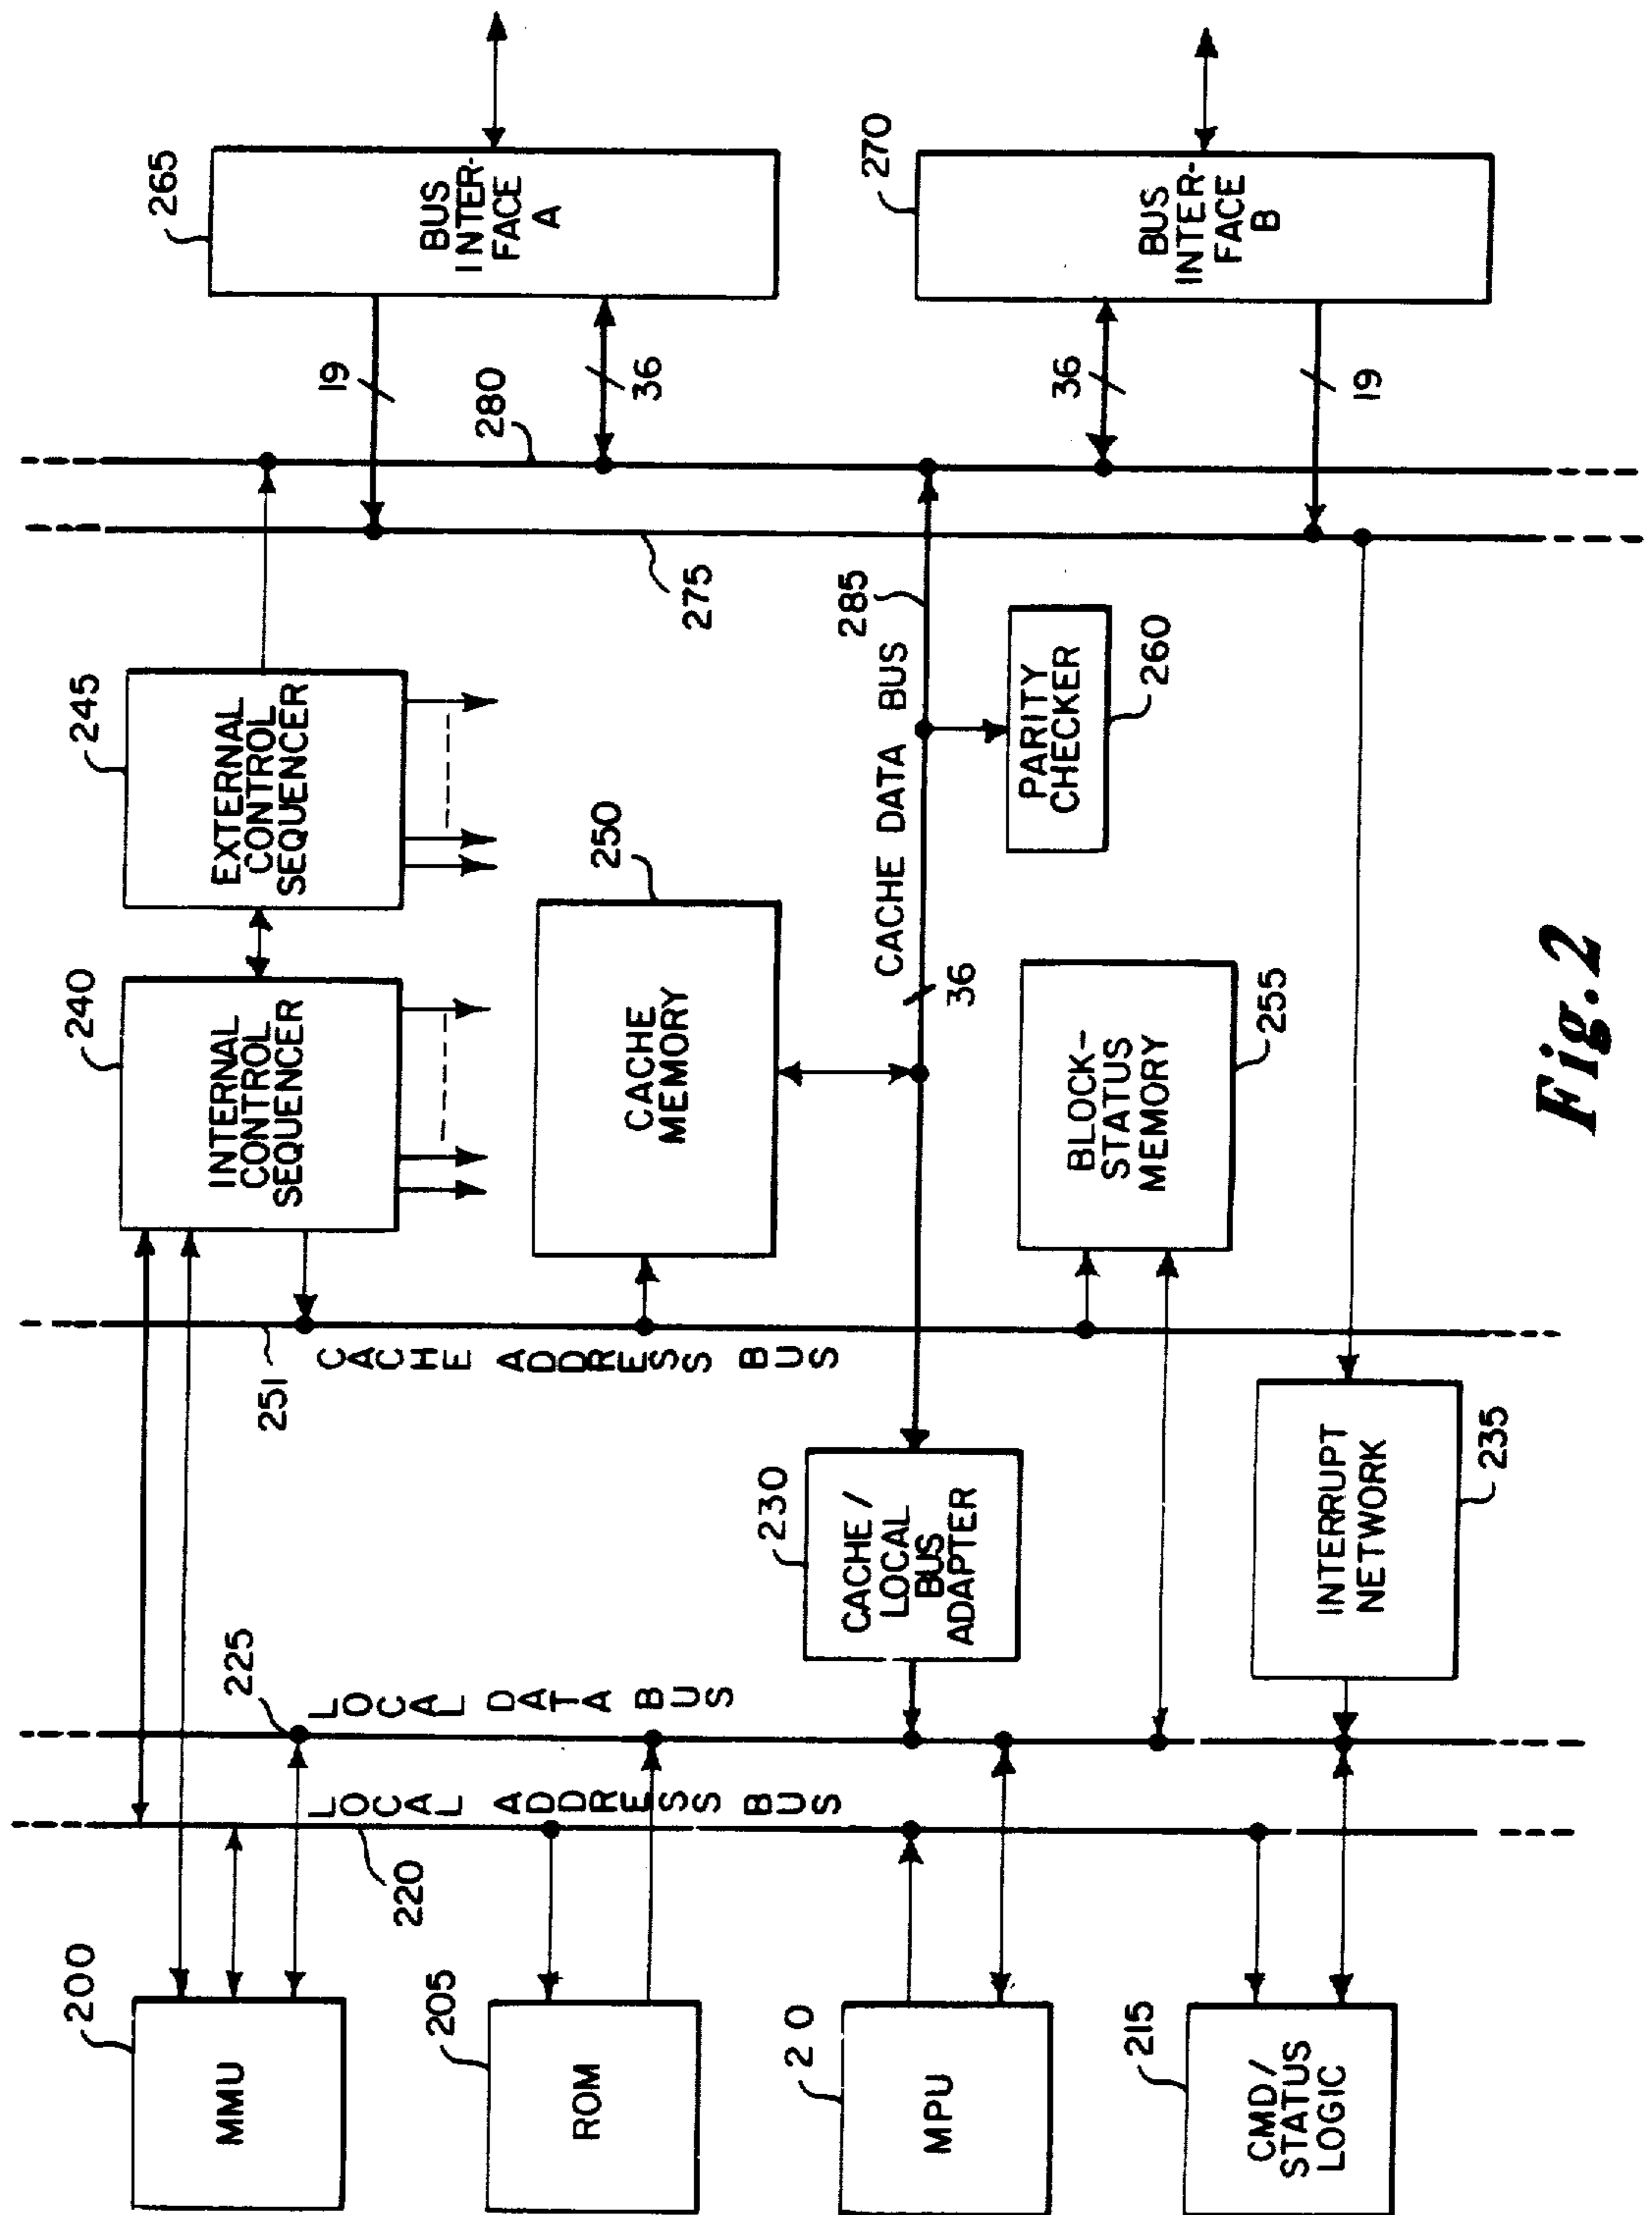 200
MMU
205
ROM
2 0
MPU
215
CMD/
STATUS
LOGIC
220
LOCAL ADDRESS BUS
225
LOCAL DATA BUS
230
CACHE/
LOCAL
BUS
ADAPTER
INTERRUPT
NETWORK
235
251
CACHE ADDRESS BUS
240
INTERNAL
CONTROL
SEQUENCER
245
EXTERNAL
CONTROL
SEQUENCER
250
CACHE
MEMORY
CACHE DATA BUS
285
36
BLOCK-
STATUS
MEMORY
255
PARITY
CHECKER
260
275
280
19
36
36
19
265
BUS
INTER-
FACE
A
270
BUS
INTER-
FACE
B
Fig. 2